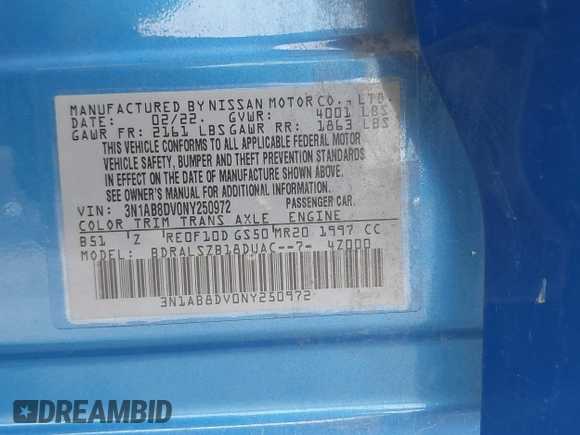 MANUFACTURED BY NISSAN MOTOR CO., LTD.
DATE: 02/22. GVWR: 4001 LBS
GAWR FR: 2161 LBS GAWR RR: 1863 LBS
THIS VEHICLE CONFORMS TO ALL APPLICABLE FEDERAL MOTOR
VEHICLE SAFETY, BUMPER AND THEFT PREVENTION STANDARDS
IN EFFECT ON THE DATE OF MANUFACTURE SHOWN ABOVE.
SEE OWNER'S MANUAL FOR ADDITIONAL INFORMATION.
VIN: 3N1AB8DV0NY250972 PASSENGER CAR.
COLOR TRIM TRANS AXLE ENGINE
B51 Z RE0F10D GS50 MR20 1997 CC
MODEL: BDRALSZB18DUAC--7- 4Z000
3N1AB8DV0NY250972
DREAMBID